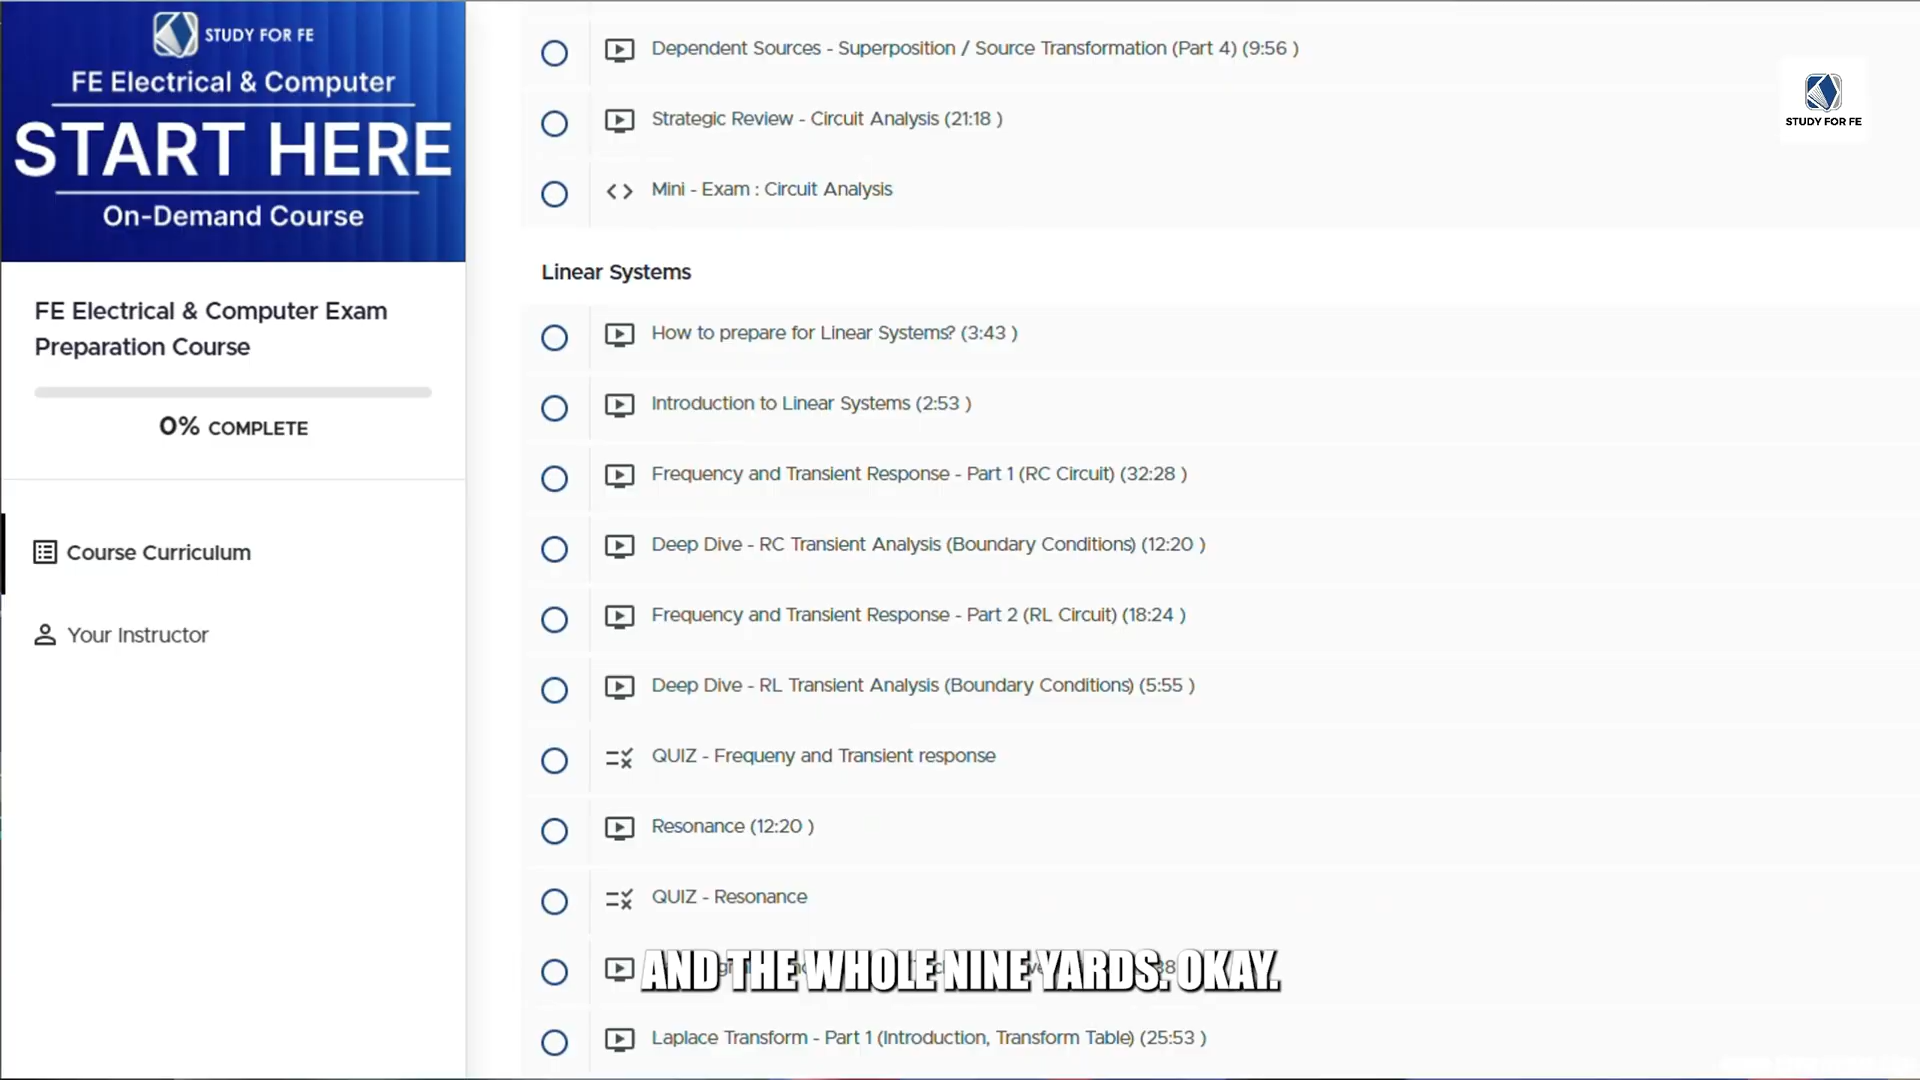 STUDY FOR FE
FE Electrical & Computer
START HERE
On-Demand Course
FE Electrical & Computer Exam
Preparation Course
0% COMPLETE
Course Curriculum
Your Instructor
Dependent Sources - Superposition / Source Transformation (Part 4) (9:56 )
Strategic Review - Circuit Analysis (21:18 )
Mini - Exam : Circuit Analysis
Linear Systems
How to prepare for Linear Systems? (3:43 )
Introduction to Linear Systems (2:53 )
Frequency and Transient Response - Part 1 (RC Circuit) (32:28 )
Deep Dive - RC Transient Analysis (Boundary Conditions) (12:20 )
Frequency and Transient Response - Part 2 (RL Circuit) (18:24 )
Deep Dive - RL Transient Analysis (Boundary Conditions) (5:55 )
QUIZ - Frequeny and Transient response
Resonance (12:20 )
QUIZ - Resonance
AND THE WHOLE NINE YARDS. OKAY.
Laplace Transform - Part 1 (Introduction, Transform Table) (25:53 )
STUDY FOR FE